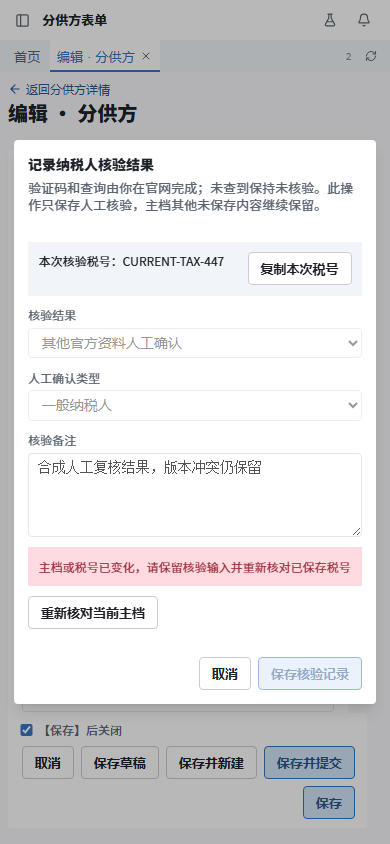 分供方表单
首页
编辑 · 分供方
2
返回分供方详情
编辑 · 分供方
记录纳税人核验结果
验证码和查询由你在官网完成；未查到保持未核验。此操
作只保存人工核验，主档其他未保存内容继续保留。
本次核验税号：CURRENT-TAX-447
复制本次税号
核验结果
其他官方资料人工确认
人工确认类型
一般纳税人
核验备注
合成人工复核结果，版本冲突仍保留
主档或税号已变化，请保留核验输入并重新核对已保存税号
重新核对当前主档
取消
保存核验记录
【保存】后关闭
取消
保存草稿
保存并新建
保存并提交
保存